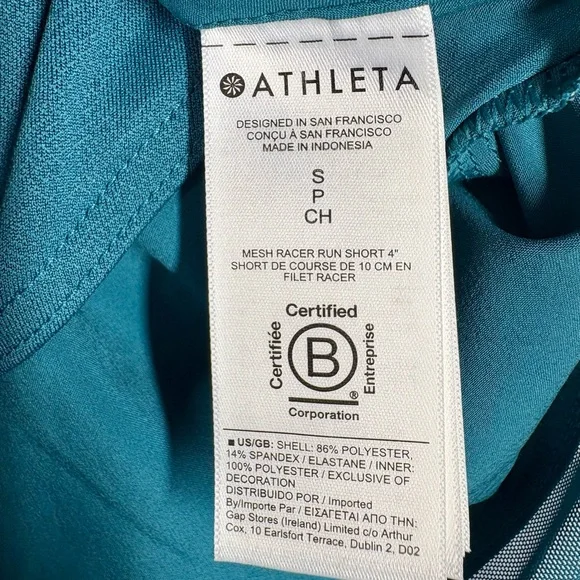 ATHLETA
DESIGNED IN SAN FRANCISCO
CONÇU À SAN FRANCISCO
MADE IN INDONESIA
S
P
CH
MESH RACER RUN SHORT 4"
SHORT DE COURSE DE 10 CM EN
FILET RACER
Certified
Certifiée
B
Entreprise
®
Corporation
■ US/GB: SHELL: 86% POLYESTER,
14% SPANDEX / ELASTANE / INNER:
100% POLYESTER / EXCLUSIVE OF
DECORATION
DISTRIBUIDO POR / Imported
By/Importe Par / ΕΙΣΑΓΕΤΑΙ ΑΠΟ ΤΗΝ:
Gap Stores (Ireland) Limited c/o Arthur
Cox, 10 Earlsfort Terrace, Dublin 2, D02